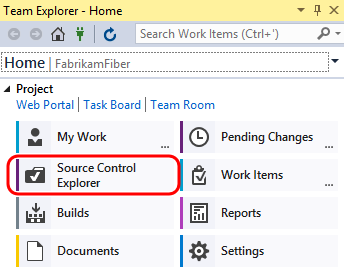 Team Explorer - Home
Search Work Items (Ctrl+')
Home | FabrikamFiber
Project
Web Portal | Task Board | Team Room
My Work ...
Pending Changes ...
Source Control
Explorer
Work Items ...
Builds
Reports
Documents
Settings